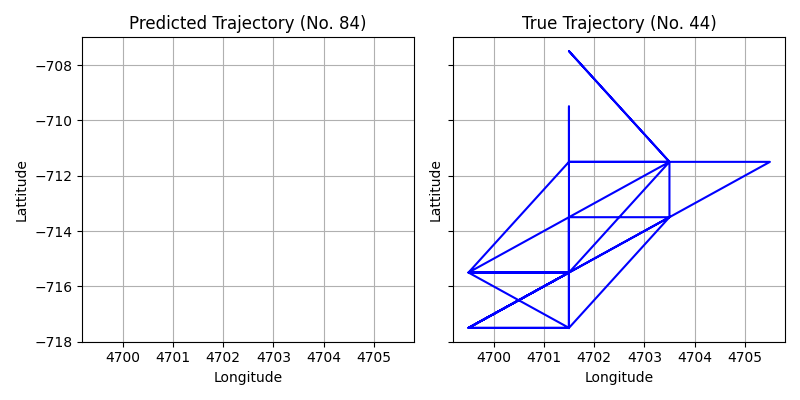 Predicted Trajectory (No. 84)
True Trajectory (No. 44)
Lattitude
−708
−710
−712
−714
−716
−718
4700 4701 4702 4703 4704 4705
Longitude
Lattitude
4700 4701 4702 4703 4704 4705
Longitude